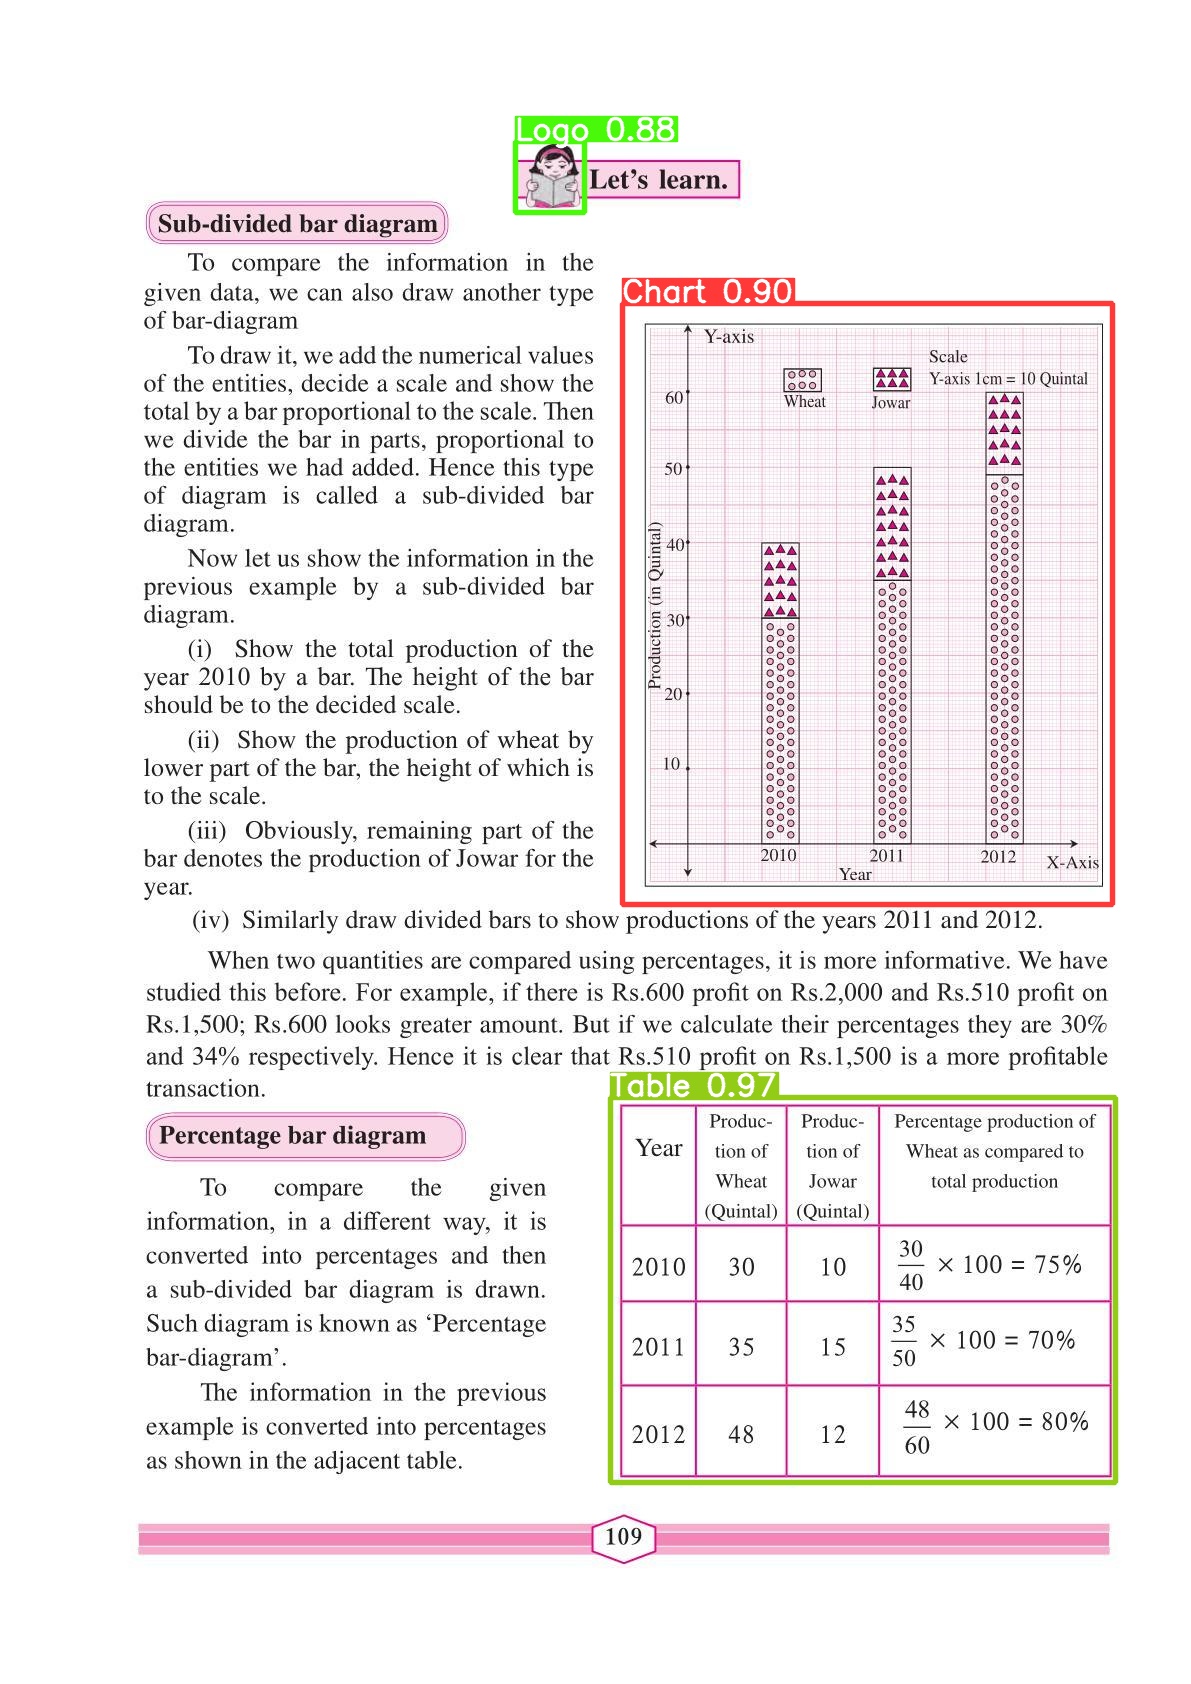 Logo 0.88
Let's learn.
Sub-divided bar diagram
To compare the information in the
given data, we can also draw another type
of bar-diagram
To draw it, we add the numerical values
of the entities, decide a scale and show the
total by a bar proportional to the scale. Then
we divide the bar in parts, proportional to
the entities we had added. Hence this type
of diagram is called a sub-divided bar
diagram.
Now let us show the information in the
previous example by a sub-divided bar
diagram.
(i) Show the total production of the
year 2010 by a bar. The height of the bar
should be to the decided scale.
(ii) Show the production of wheat by
lower part of the bar, the height of which is
to the scale.
(iii) Obviously, remaining part of the
bar denotes the production of Jowar for the
year.
Chart 0.90
Y-axis
Scale
Y-axis 1cm = 10 Quintal
Wheat
Jowar
60
50
40
30
20
10
Production (in Quintal)
2010 2011 2012
X-Axis
Year
(iv) Similarly draw divided bars to show productions of the years 2011 and 2012.
When two quantities are compared using percentages, it is more informative. We have
studied this before. For example, if there is Rs.600 profit on Rs.2,000 and Rs.510 profit on
Rs.1,500; Rs.600 looks greater amount. But if we calculate their percentages they are 30%
and 34% respectively. Hence it is clear that Rs.510 profit on Rs.1,500 is a more profitable
transaction.
Percentage bar diagram
To compare the given
information, in a different way, it is
converted into percentages and then
a sub-divided bar diagram is drawn.
Such diagram is known as ‘Percentage
bar-diagram’.
The information in the previous
example is converted into percentages
as shown in the adjacent table.
Table 0.97
Year
Produc-
tion of
Wheat
(Quintal)
Produc-
tion of
Jowar
(Quintal)
Percentage production of
Wheat as compared to
total production
2010 30 10 30/40 × 100 = 75%
2011 35 15 35/50 × 100 = 70%
2012 48 12 48/60 × 100 = 80%
109